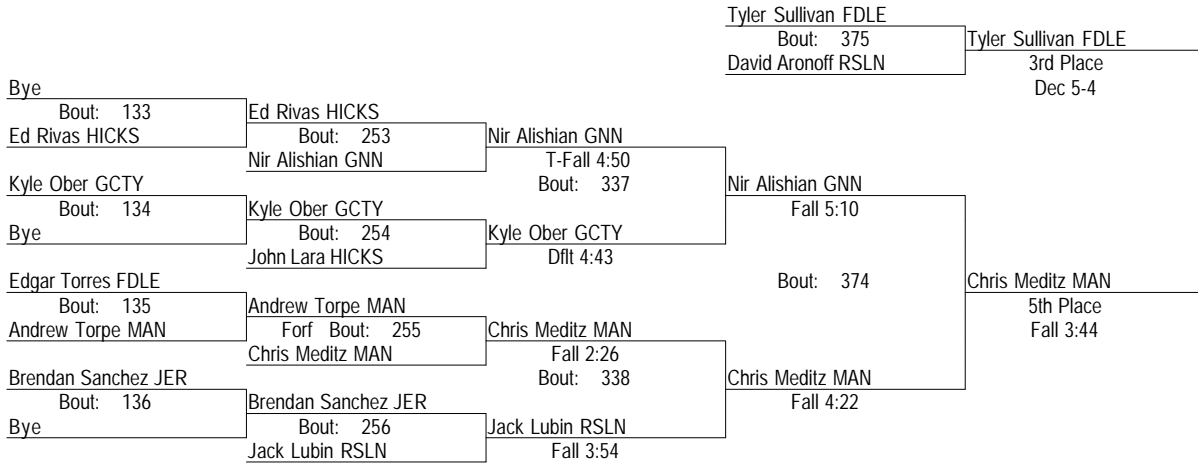 Tyler Sullivan FDLE
Bout: 375
Tyler Sullivan FDLE
David Aronoff RSLN
3rd Place
Dec 5-4
Bye
Bout: 133
Ed Rivas HICKS
Ed Rivas HICKS
Bout: 253
Nir Alishian GNN
Nir Alishian GNN
T-Fall 4:50
Bout: 337
Kyle Ober GCTY
Bout: 134
Bye
Kyle Ober GCTY
Bout: 254
John Lara HICKS
Kyle Ober GCTY
Dflt 4:43
Nir Alishian GNN
Fall 5:10
Bout: 374
Edgar Torres FDLE
Bout: 135
Andrew Torpe MAN
Andrew Torpe MAN
Forf Bout: 255
Chris Meditz MAN
Chris Meditz MAN
Fall 2:26
Bout: 338
Brendan Sanchez JER
Bout: 136
Bye
Brendan Sanchez JER
Bout: 256
Jack Lubin RSLN
Jack Lubin RSLN
Fall 3:54
Chris Meditz MAN
Fall 4:22
Chris Meditz MAN
5th Place
Fall 3:44